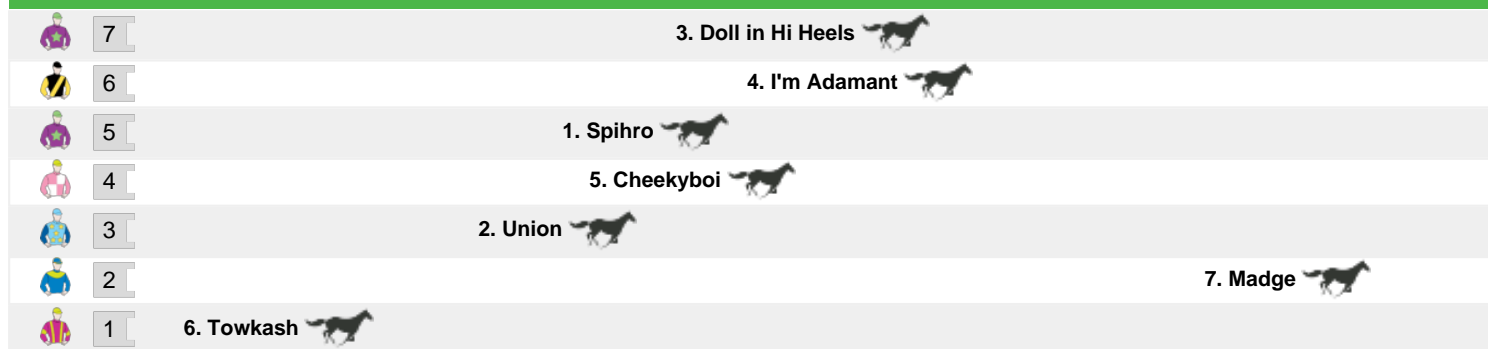 7 3. Doll in Hi Heels
6 4. I'm Adamant
5 1. Spihro
4 5. Cheekyboi
3 2. Union
2 7. Madge
1 6. Towkash